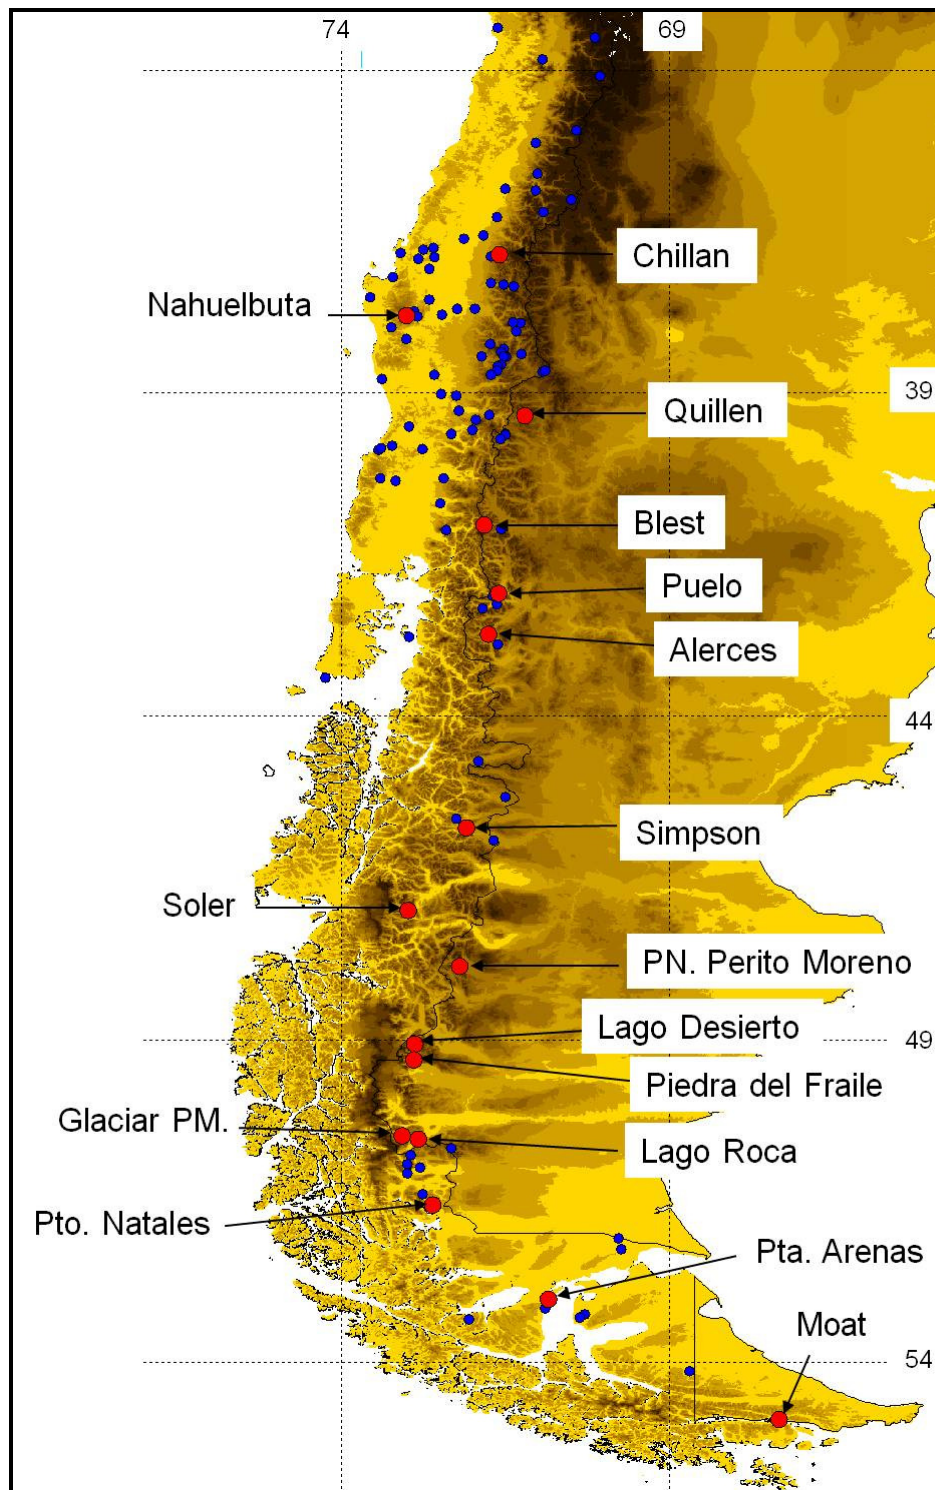 74
69
Chillan
Nahuelbuta
39
Quillen
Blest
Puelo
Alerces
44
Simpson
Soler
PN. Perito Moreno
Lago Desierto
49
Piedra del Fraile
Glaciar PM.
Lago Roca
Pto. Natales
Pta. Arenas
Moat
54